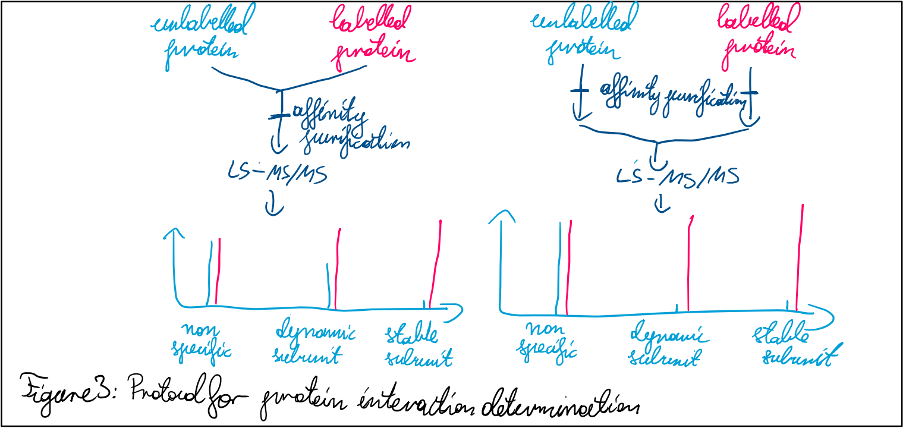 unlabelled
protein
labelled
protein
affinity
purification
LS-MS/MS
non
specific
dynamic
subunit
stable
subunit
unlabelled
protein
labelled
protein
affinity purification
LS-MS/MS
non
specific
dynamic
subunit
stable
subunit
Figure 3: Protocol for protein interaction determination